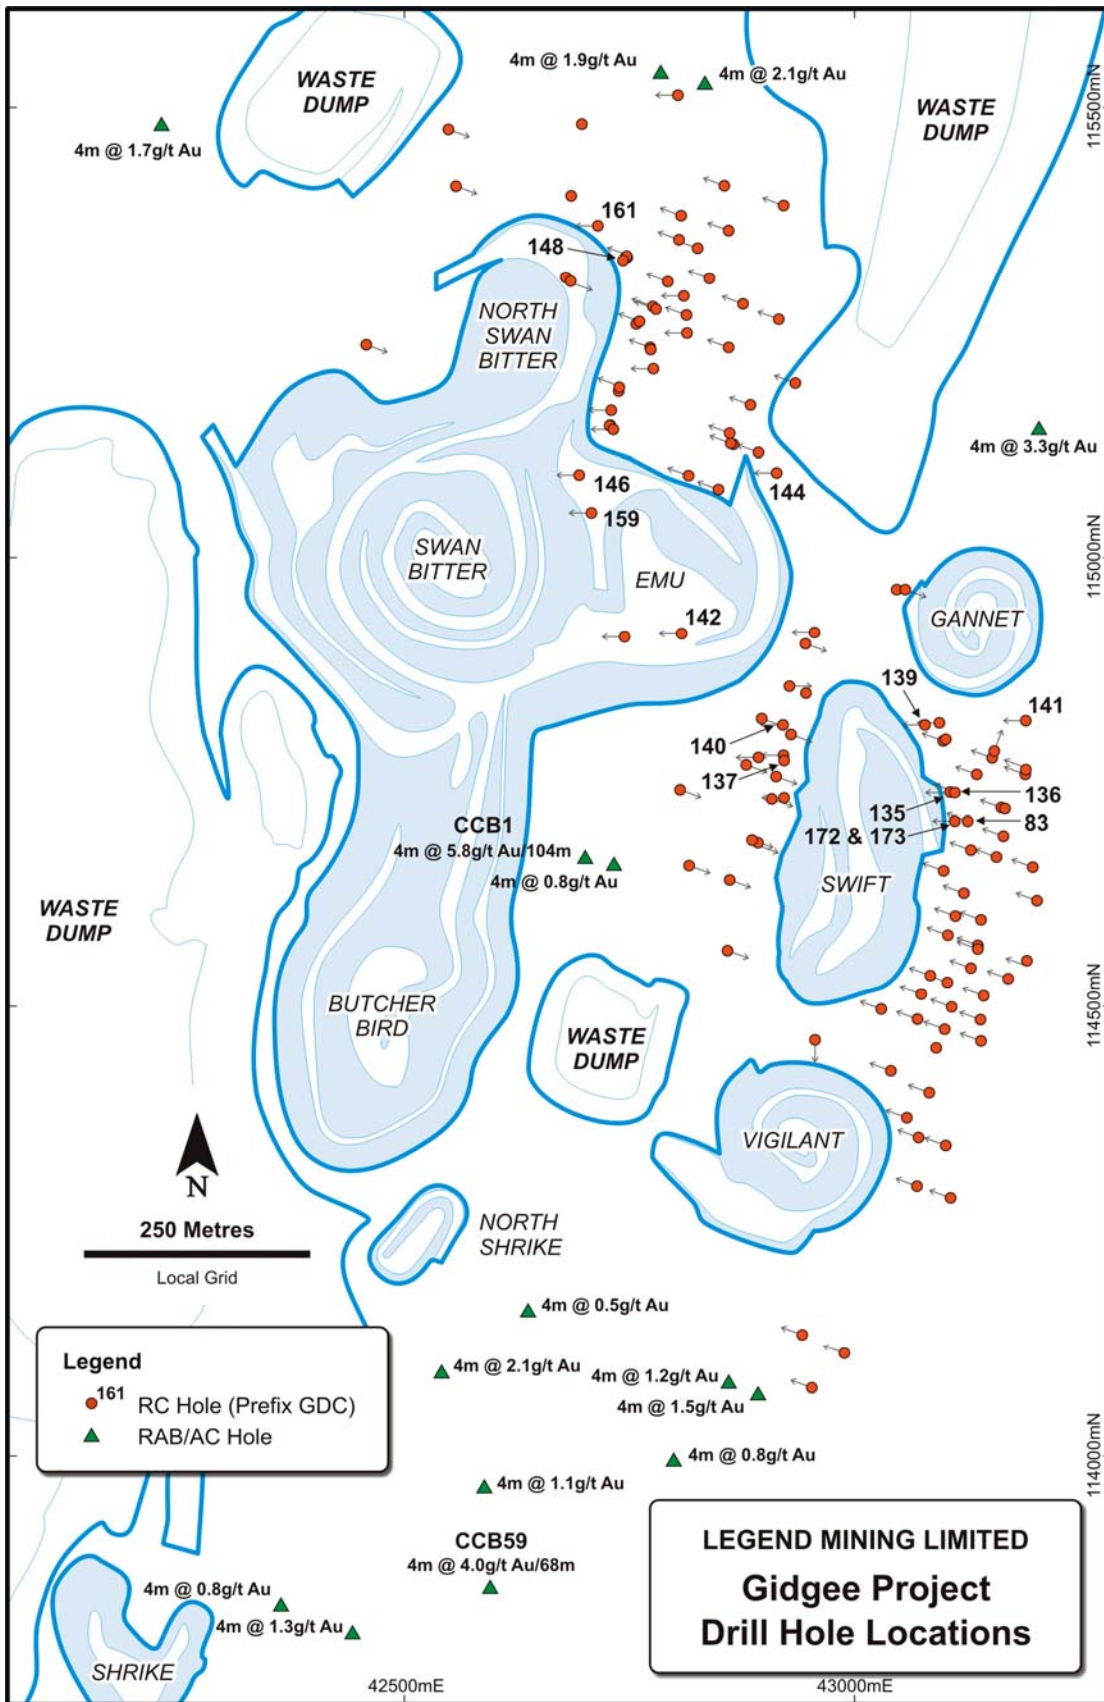 4m @ 1.9g/t Au
4m @ 2.1g/t Au
WASTE
DUMP
WASTE
DUMP
115500mN
4m @ 1.7g/t Au
161
148
NORTH
SWAN
BITTER
4m @ 3.3g/t Au
146
144
159
SWAN
BITTER
EMU
115000mN
GANNET
142
139
141
140
137
136
135
83
172 & 173
CCB1
4m @ 5.8g/t Au/104m
4m @ 0.8g/t Au
SWIFT
WASTE
DUMP
BUTCHER
BIRD
WASTE
DUMP
114500mN
VIGILANT
N
250 Metres
Local Grid
NORTH
SHRIKE
4m @ 0.5g/t Au
4m @ 2.1g/t Au
4m @ 1.2g/t Au
4m @ 1.5g/t Au
Legend
161 RC Hole (Prefix GDC)
RAB/AC Hole
4m @ 0.8g/t Au
114000mN
4m @ 1.1g/t Au
CCB59
4m @ 4.0g/t Au/68m
4m @ 0.8g/t Au
4m @ 1.3g/t Au
SHRIKE
LEGEND MINING LIMITED
Gidgee Project
Drill Hole Locations
42500mE
43000mE